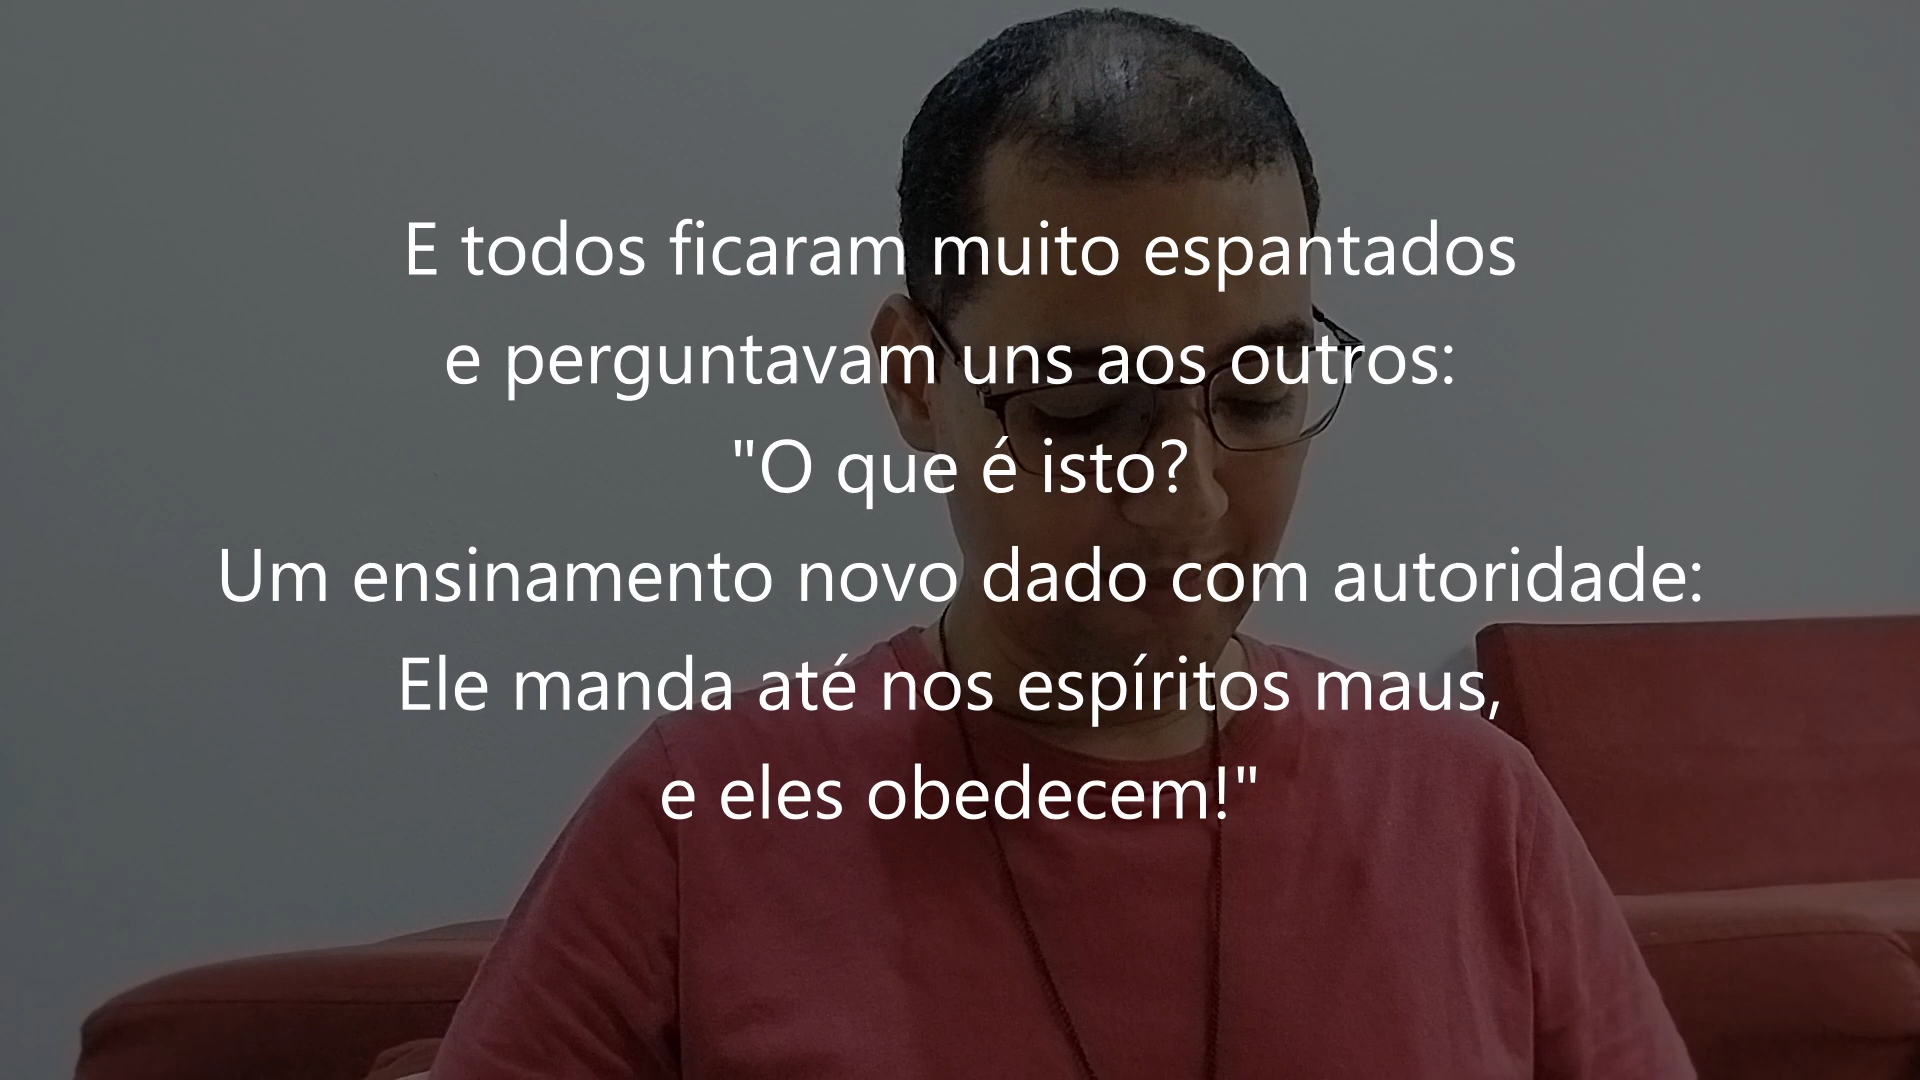 E todos ficaram muito espantados
e perguntavam uns aos outros:
"O que é isto?
Um ensinamento novo dado com autoridade:
Ele manda até nos espíritos maus,
e eles obedecem!"